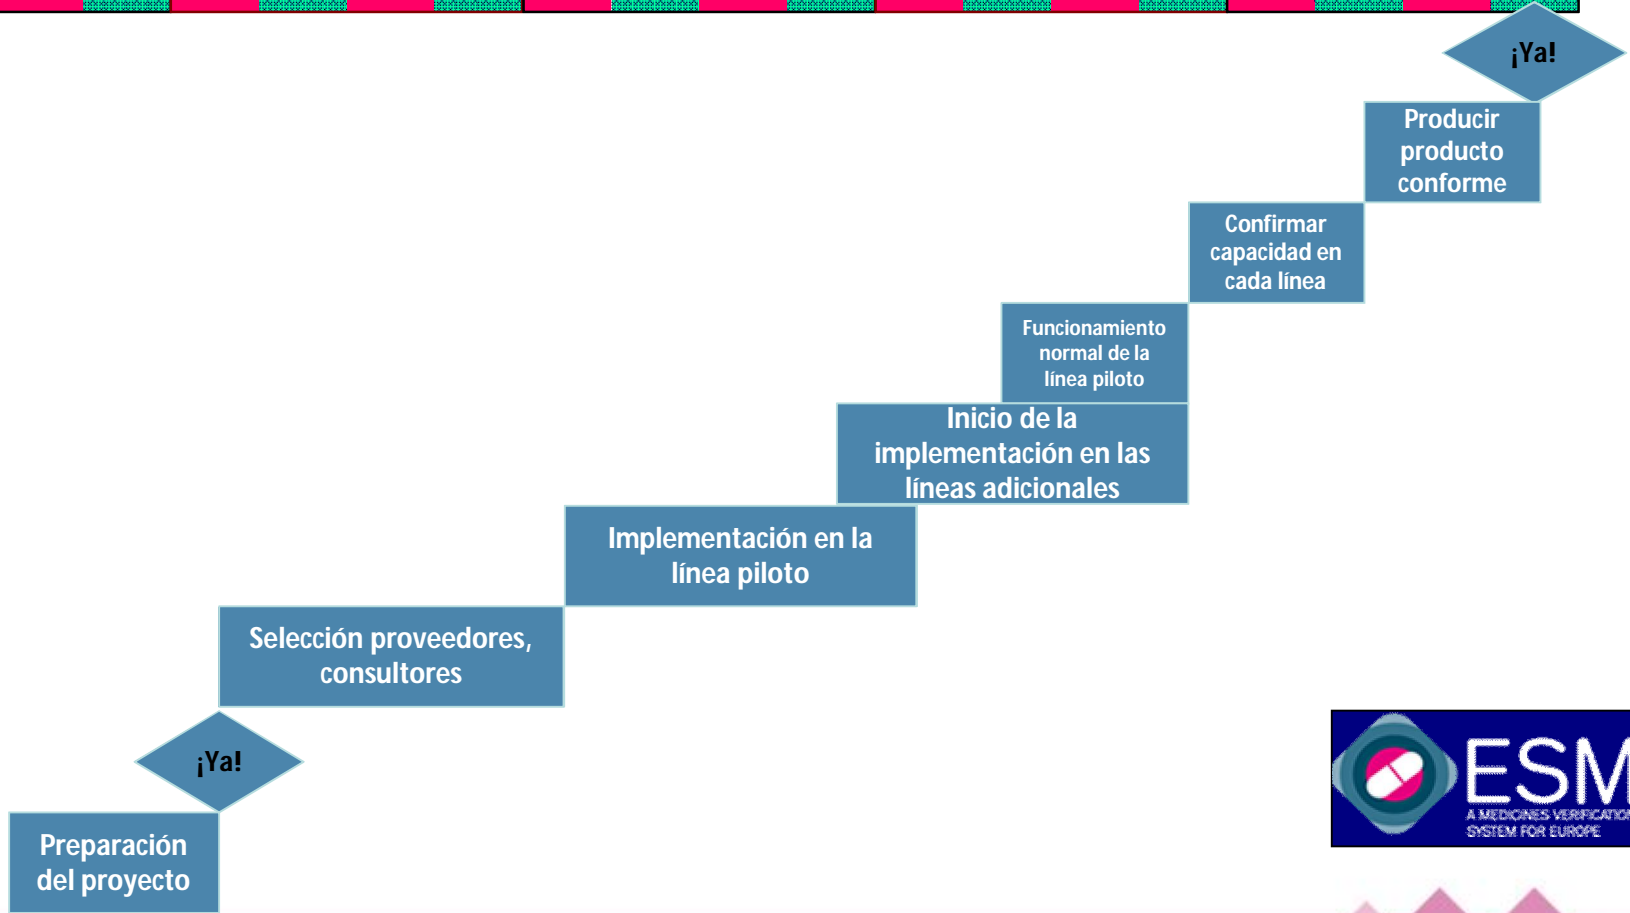 ¡Ya!
Producir
producto
conforme
Confirmar
capacidad en
cada línea
Funcionamiento
normal de la
línea piloto
Inicio de la
implementación en las
líneas adicionales
Implementación en la
línea piloto
Selección proveedores,
consultores
¡Ya!
Preparación
del proyecto
ESM
A MEDICINES VERIFICATION
SYSTEM FOR EUROPE